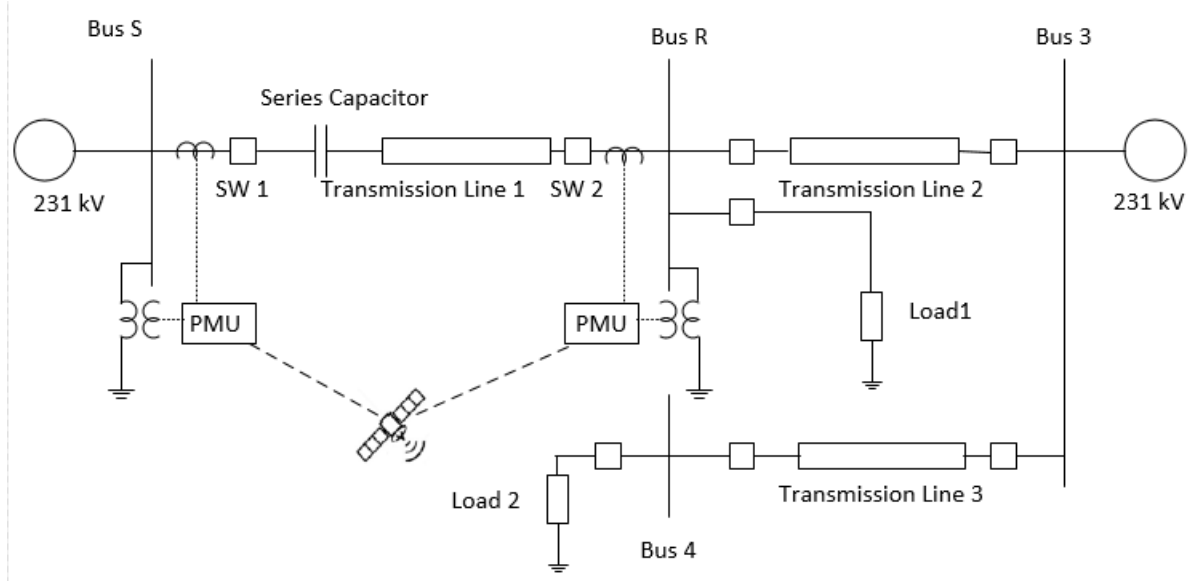 Bus S
Bus R
Bus 3
Series Capacitor
231 kV
SW 1
Transmission Line 1
SW 2
Transmission Line 2
231 kV
PMU
PMU
Load1
Load 2
Transmission Line 3
Bus 4